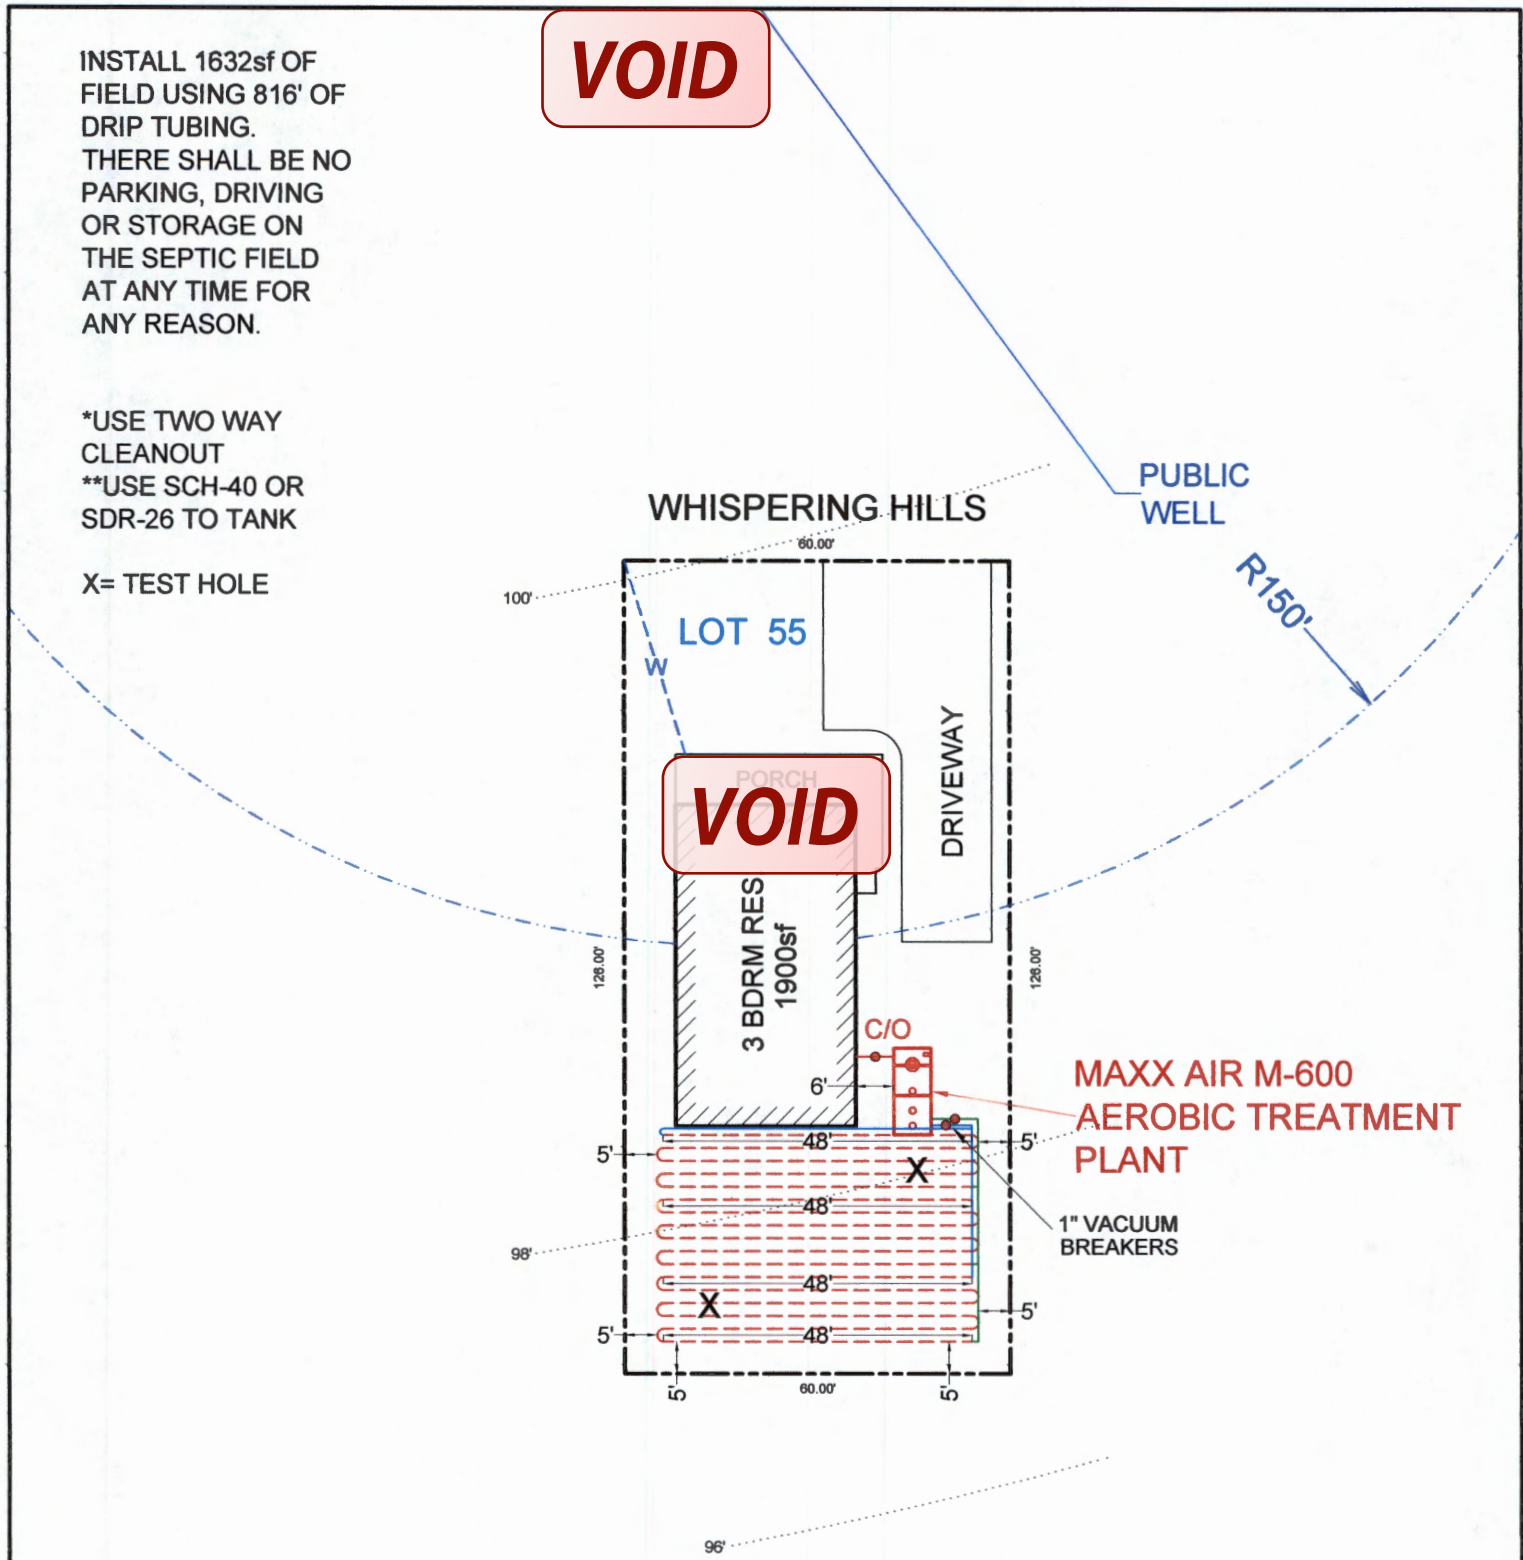 VOID
INSTALL 1632sf OF
FIELD USING 816' OF
DRIP TUBING.
THERE SHALL BE NO
PARKING, DRIVING
OR STORAGE ON
THE SEPTIC FIELD
AT ANY TIME FOR
ANY REASON.
*USE TWO WAY
CLEANOUT
**USE SCH-40 OR
SDR-26 TO TANK
X= TEST HOLE
PUBLIC
WELL
WHISPERING HILLS
60.00'
R150'
100'
LOT 55
W
DRIVEWAY
PORCH
VOID
3 BDRM RES
1900sf
126.00'
126.00'
C/O
6'
MAXX AIR M-600
AEROBIC TREATMENT
PLANT
48'
5'
5'
X
48'
1" VACUUM
BREAKERS
98'
48'
X
5'
5'
48'
5'
60.00'
5'
96'